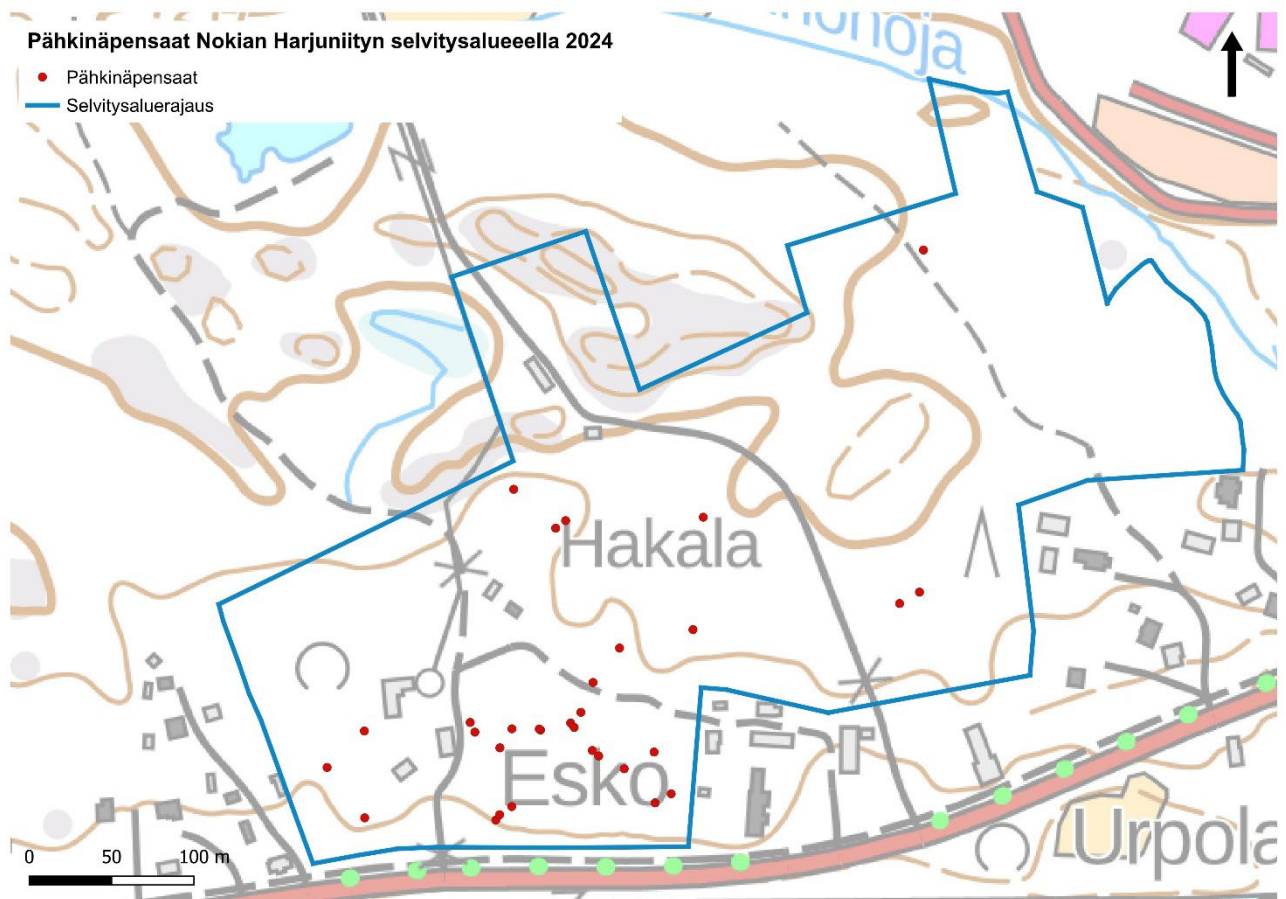 Pähkinäpensaat Nokian Harjuniityn selvitysalueeella 2024
Pähkinäpensaat
Selvitysaluerajaus
Hakala
Esko
Urpola
0 50 100 m